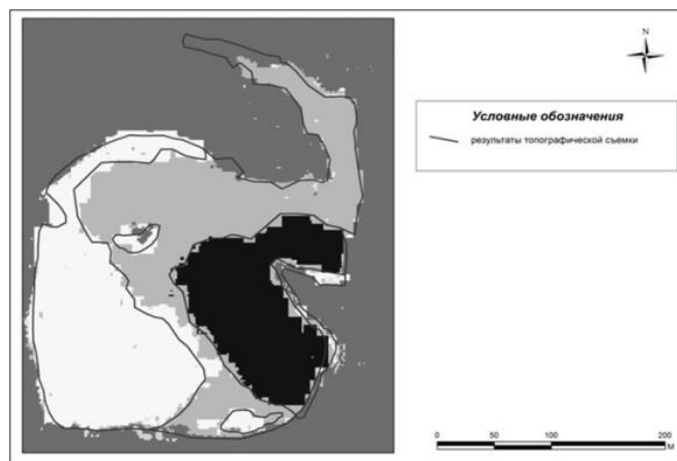 N
Условные обозначения
результаты топографической съемки
0 50 100 200
М